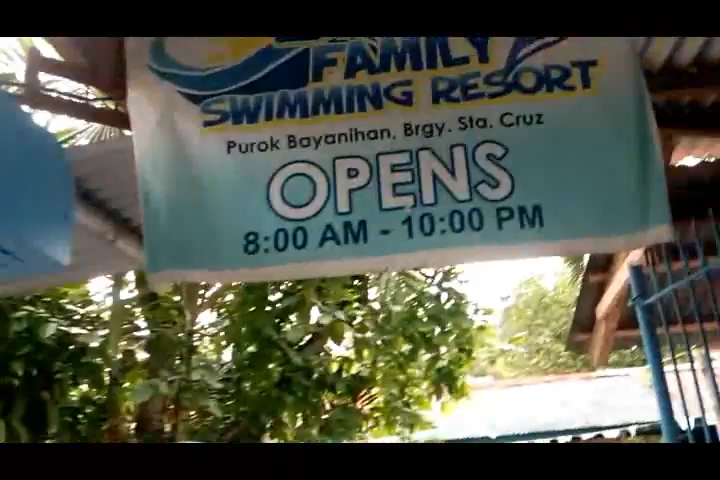 FAMILY
SWIMMING RESORT
Purok Bayanihan, Brgy. Sta. Cruz
OPENS
8:00 AM - 10:00 PM